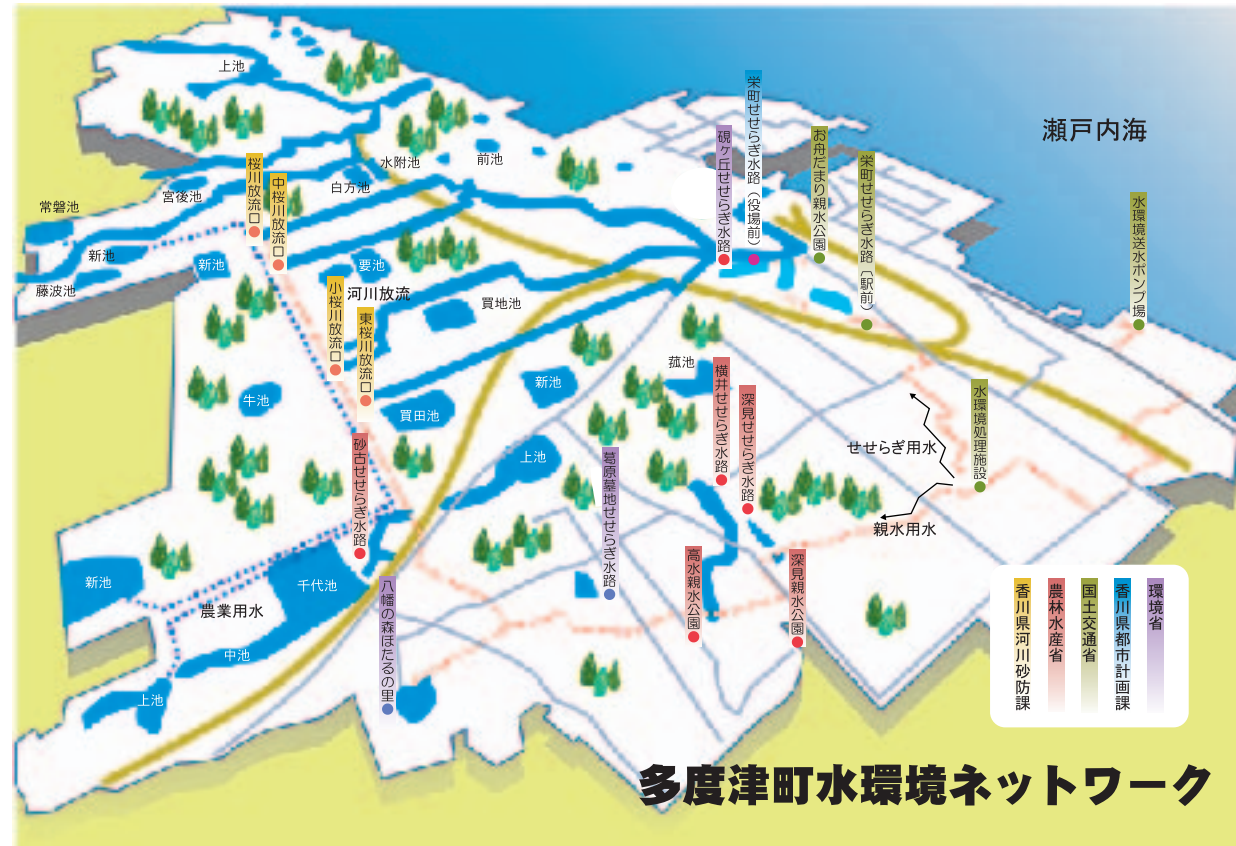 瀬戸内海
上池
水附池
前池
白方池
宮後池
常磐池
新池
藤波池
新池
要池
河川放流
買地池
牛池
買田池
新池
菰池
上池
新池
千代池
農業用水
中池
上池
せせらぎ用水
親水用水
桜川放流口
中桜川放流口
小桜川放流口
東桜川放流口
硯ヶ丘せせらぎ水路
栄町せせらぎ水路（役場前）
お舟だまり親水公園
栄町せせらぎ水路〔駅前〕
水環境送水ポンプ場
水環境処理施設
横井せせらぎ水路
深見せせらぎ水路
砂古せせらぎ水路
葛原墓地せせらぎ水路
八幡の森ほたるの里
高水親水公園
深見親水公園
香川県河川砂防課
農林水産省
国土交通省
香川県都市計画課
環境省
多度津町水環境ネットワーク